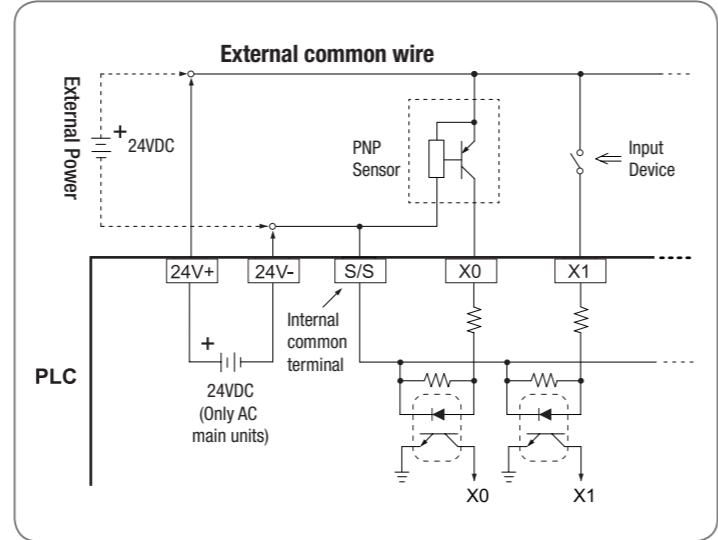 External common wire
External Power
+
24VDC
PNP
Sensor
Input
Device
24V+
24V-
S/S
X0
X1
PLC
+
24VDC
(Only AC
main units)
Internal
common
terminal
X0
X1